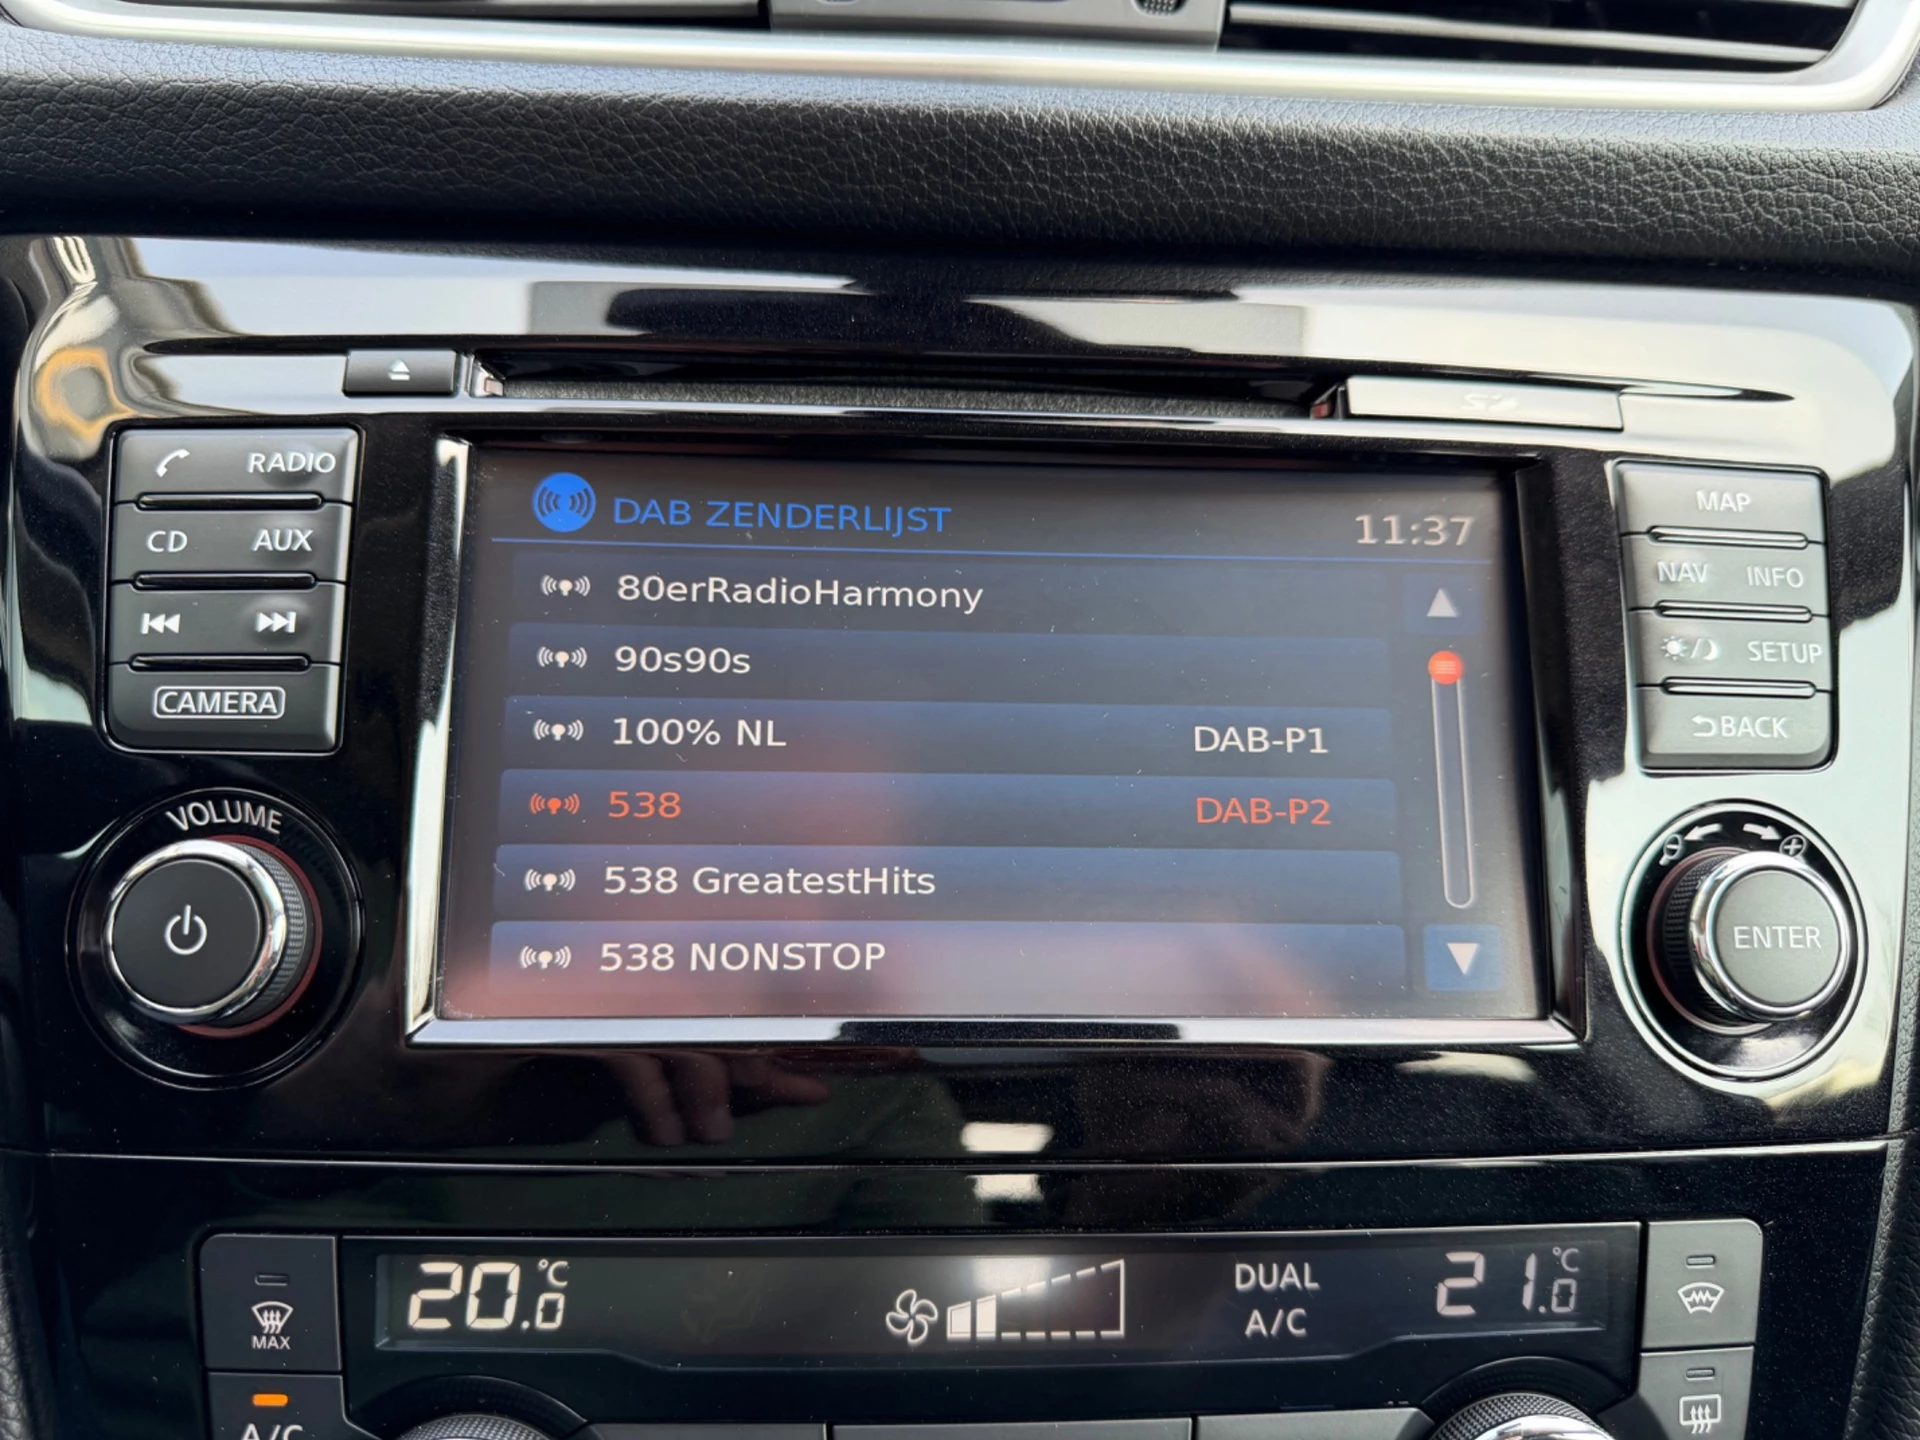 RADIO
CD AUX
CAMERA
VOLUME
DAB ZENDERLIJST 11:37
80erRadioHarmony
90s90s
100% NL DAB-P1
538 DAB-P2
538 GreatestHits
538 NONSTOP
MAP
NAV INFO
SETUP
BACK
ENTER
MAX
20.0 °C
DUAL
A/C
21.0 °C
A/C